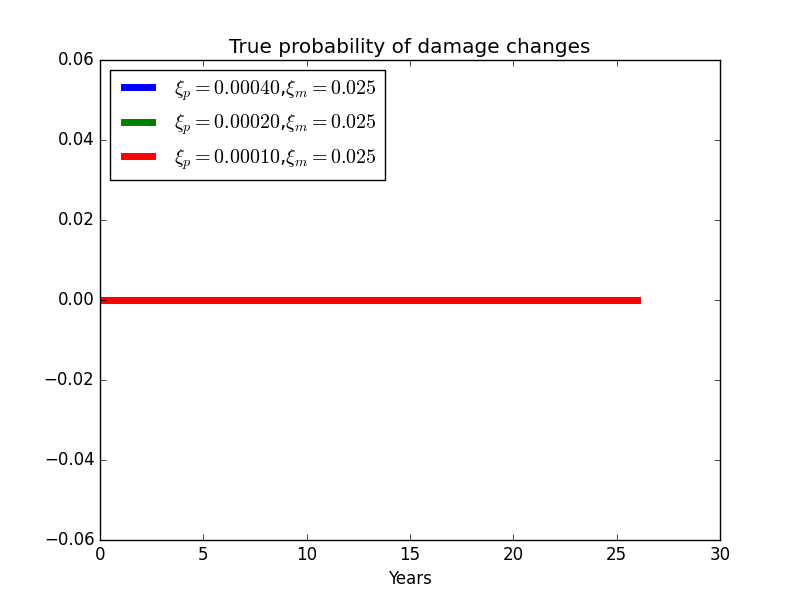 True probability of damage changes
0.06
0.04
0.02
0.00
−0.02
−0.04
−0.06
ξₚ = 0.00040, ξₘ = 0.025
ξₚ = 0.00020, ξₘ = 0.025
ξₚ = 0.00010, ξₘ = 0.025
0 5 10 15 20 25 30
Years